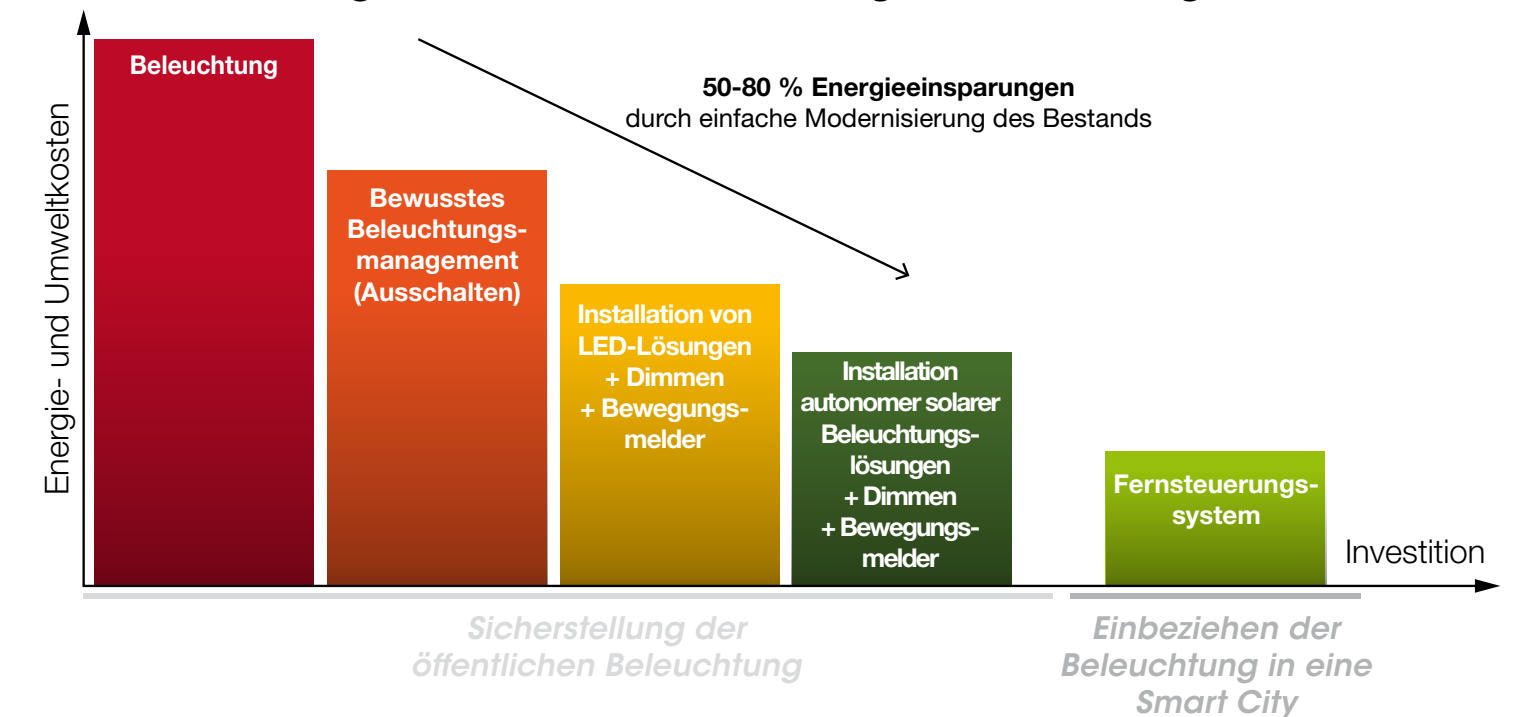 Beleuchtung
50-80 % Energieeinsparungen
durch einfache Modernisierung des Bestands
Energie- und Umweltkosten
Bewusstes
Beleuchtungs-
management
(Ausschalten)
Installation von
LED-Lösungen
+ Dimmen
+ Bewegungs-
melder
Installation
autonomer solarer
Beleuchtungs-
lösungen
+ Dimmen
+ Bewegungs-
melder
Fernsteuerungs-
system
Investition
Sicherstellung der
öffentlichen Beleuchtung
Einbeziehen der
Beleuchtung in eine
Smart City